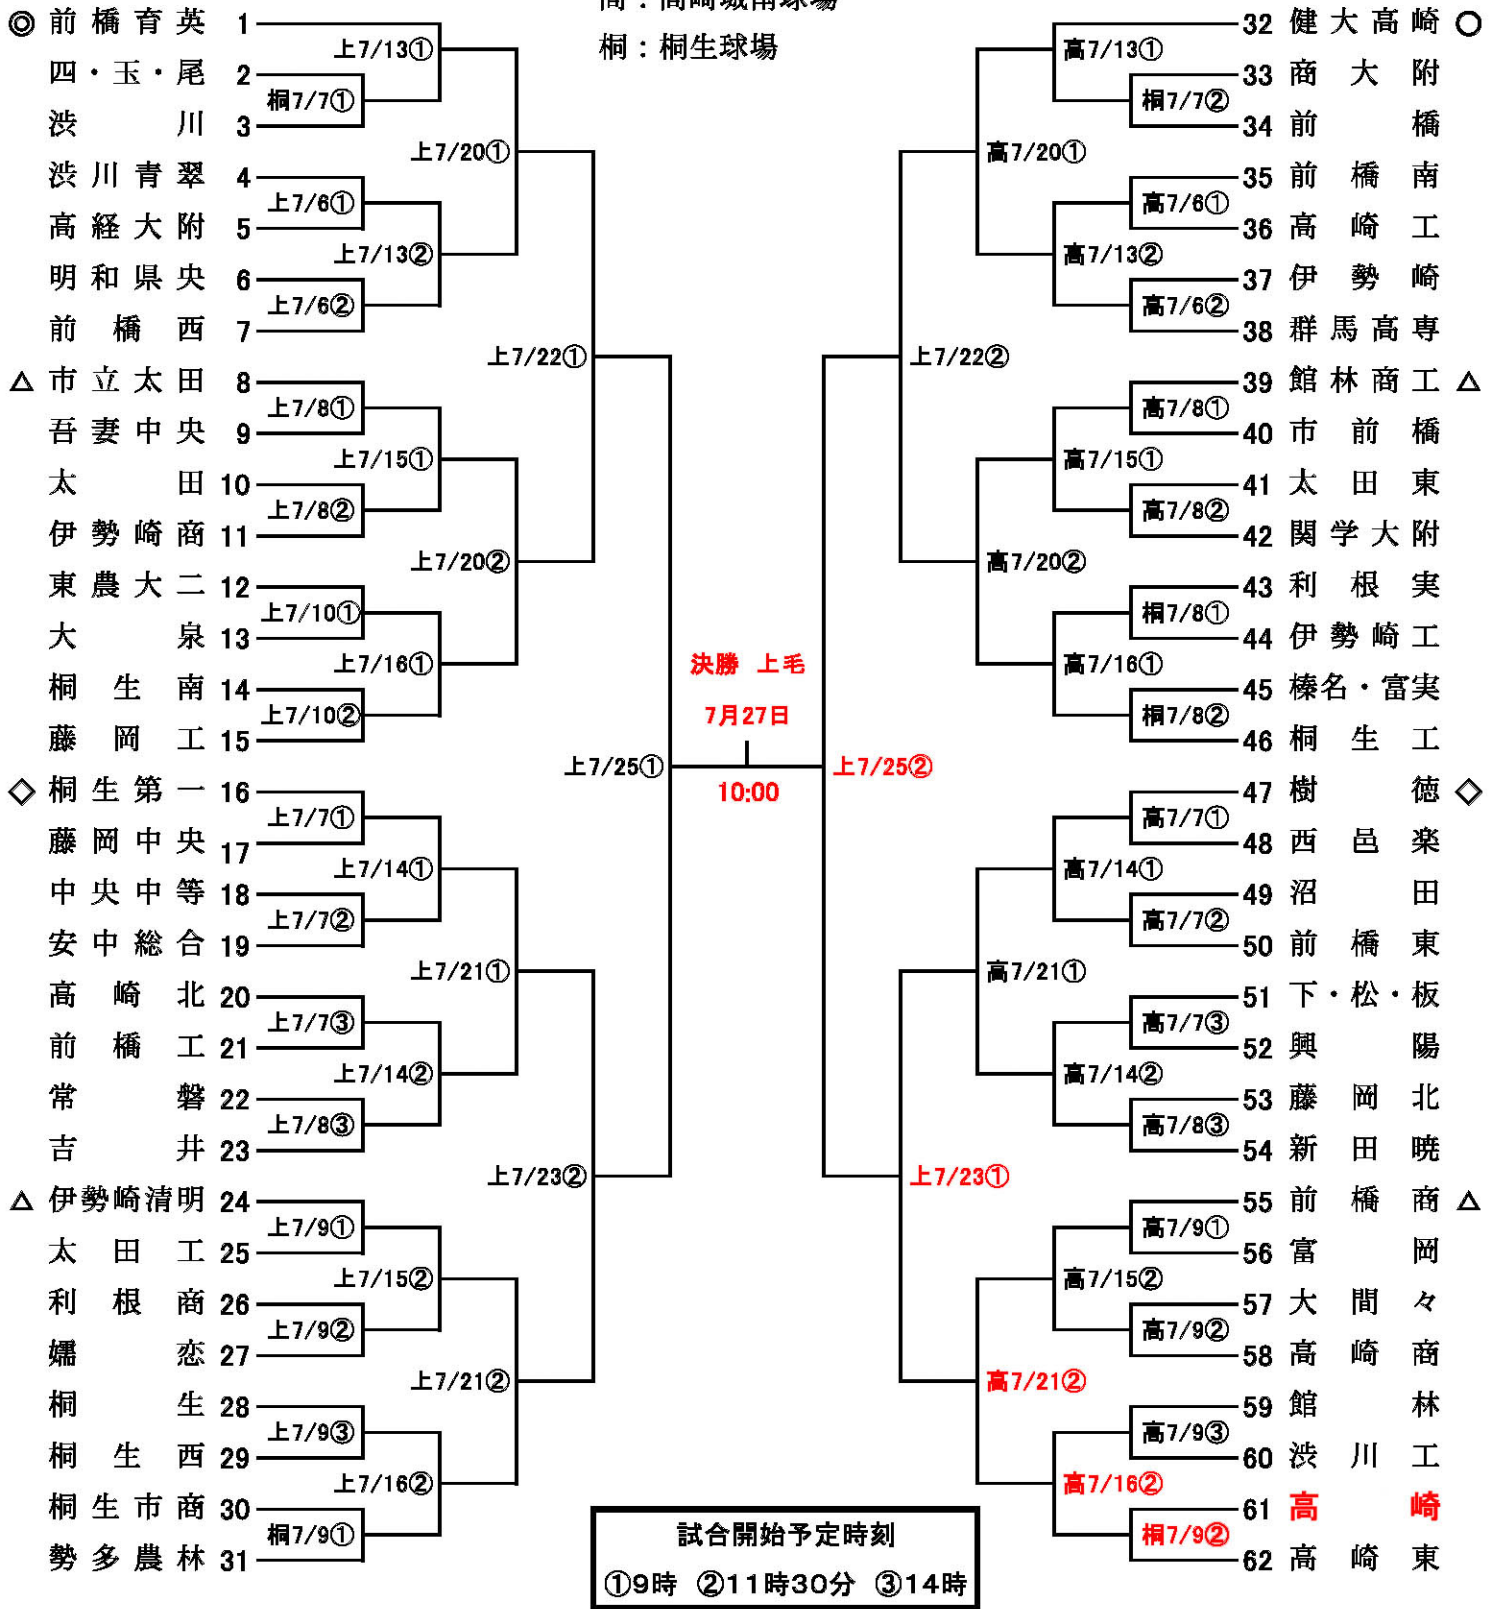 高：高崎城南球場
桐：桐生球場
◎ 前橋育英 1
四・玉・尾 2
渋川 3
渋川青翠 4
高経大附 5
明和県央 6
前橋西 7
△ 市立太田 8
吾妻中央 9
太田 10
伊勢崎商 11
東農大二 12
大泉 13
桐生南 14
藤岡工 15
◇ 桐生第一 16
藤岡中央 17
中央中等 18
安中総合 19
高崎北 20
前橋工 21
常磐 22
吉井 23
△ 伊勢崎清明 24
太田工 25
利根商 26
嬬恋 27
桐生 28
桐生西 29
桐生市商 30
勢多農林 31
桐7/7①
上7/6①
上7/6②
上7/8①
上7/8②
上7/10①
上7/10②
上7/7①
上7/7②
上7/7③
上7/8③
上7/9①
上7/9②
上7/9③
桐7/9①
上7/13①
上7/13②
上7/15①
上7/16①
上7/14①
上7/14②
上7/15②
上7/16②
上7/20①
上7/20②
上7/21①
上7/21②
上7/22①
上7/23②
上7/25①
決勝 上毛
7月27日
10:00
上7/25②
上7/22②
上7/23①
高7/20①
高7/20②
高7/21①
高7/21②
高7/13①
高7/13②
高7/15①
高7/16①
高7/14①
高7/14②
高7/15②
高7/16②
桐7/7②
高7/6①
高7/6②
高7/8①
高7/8②
桐7/8①
桐7/8②
高7/7①
高7/7②
高7/7③
高7/8③
高7/9①
高7/9②
高7/9③
桐7/9②
32 健大高崎 ○
33 商大附
34 前橋
35 前橋南
36 高崎工
37 伊勢崎
38 群馬高専
39 館林商工 △
40 市前橋
41 太田東
42 関学大附
43 利根実
44 伊勢崎工
45 榛名・富実
46 桐生工
47 樹徳 ◇
48 西邑楽
49 沼田
50 前橋東
51 下・松・板
52 興陽
53 藤岡北
54 新田暁
55 前橋商 △
56 富岡
57 大間々
58 高崎商
59 館林
60 渋川工
61 高崎
62 高崎東
試合開始予定時刻
①9時 ②11時30分 ③14時